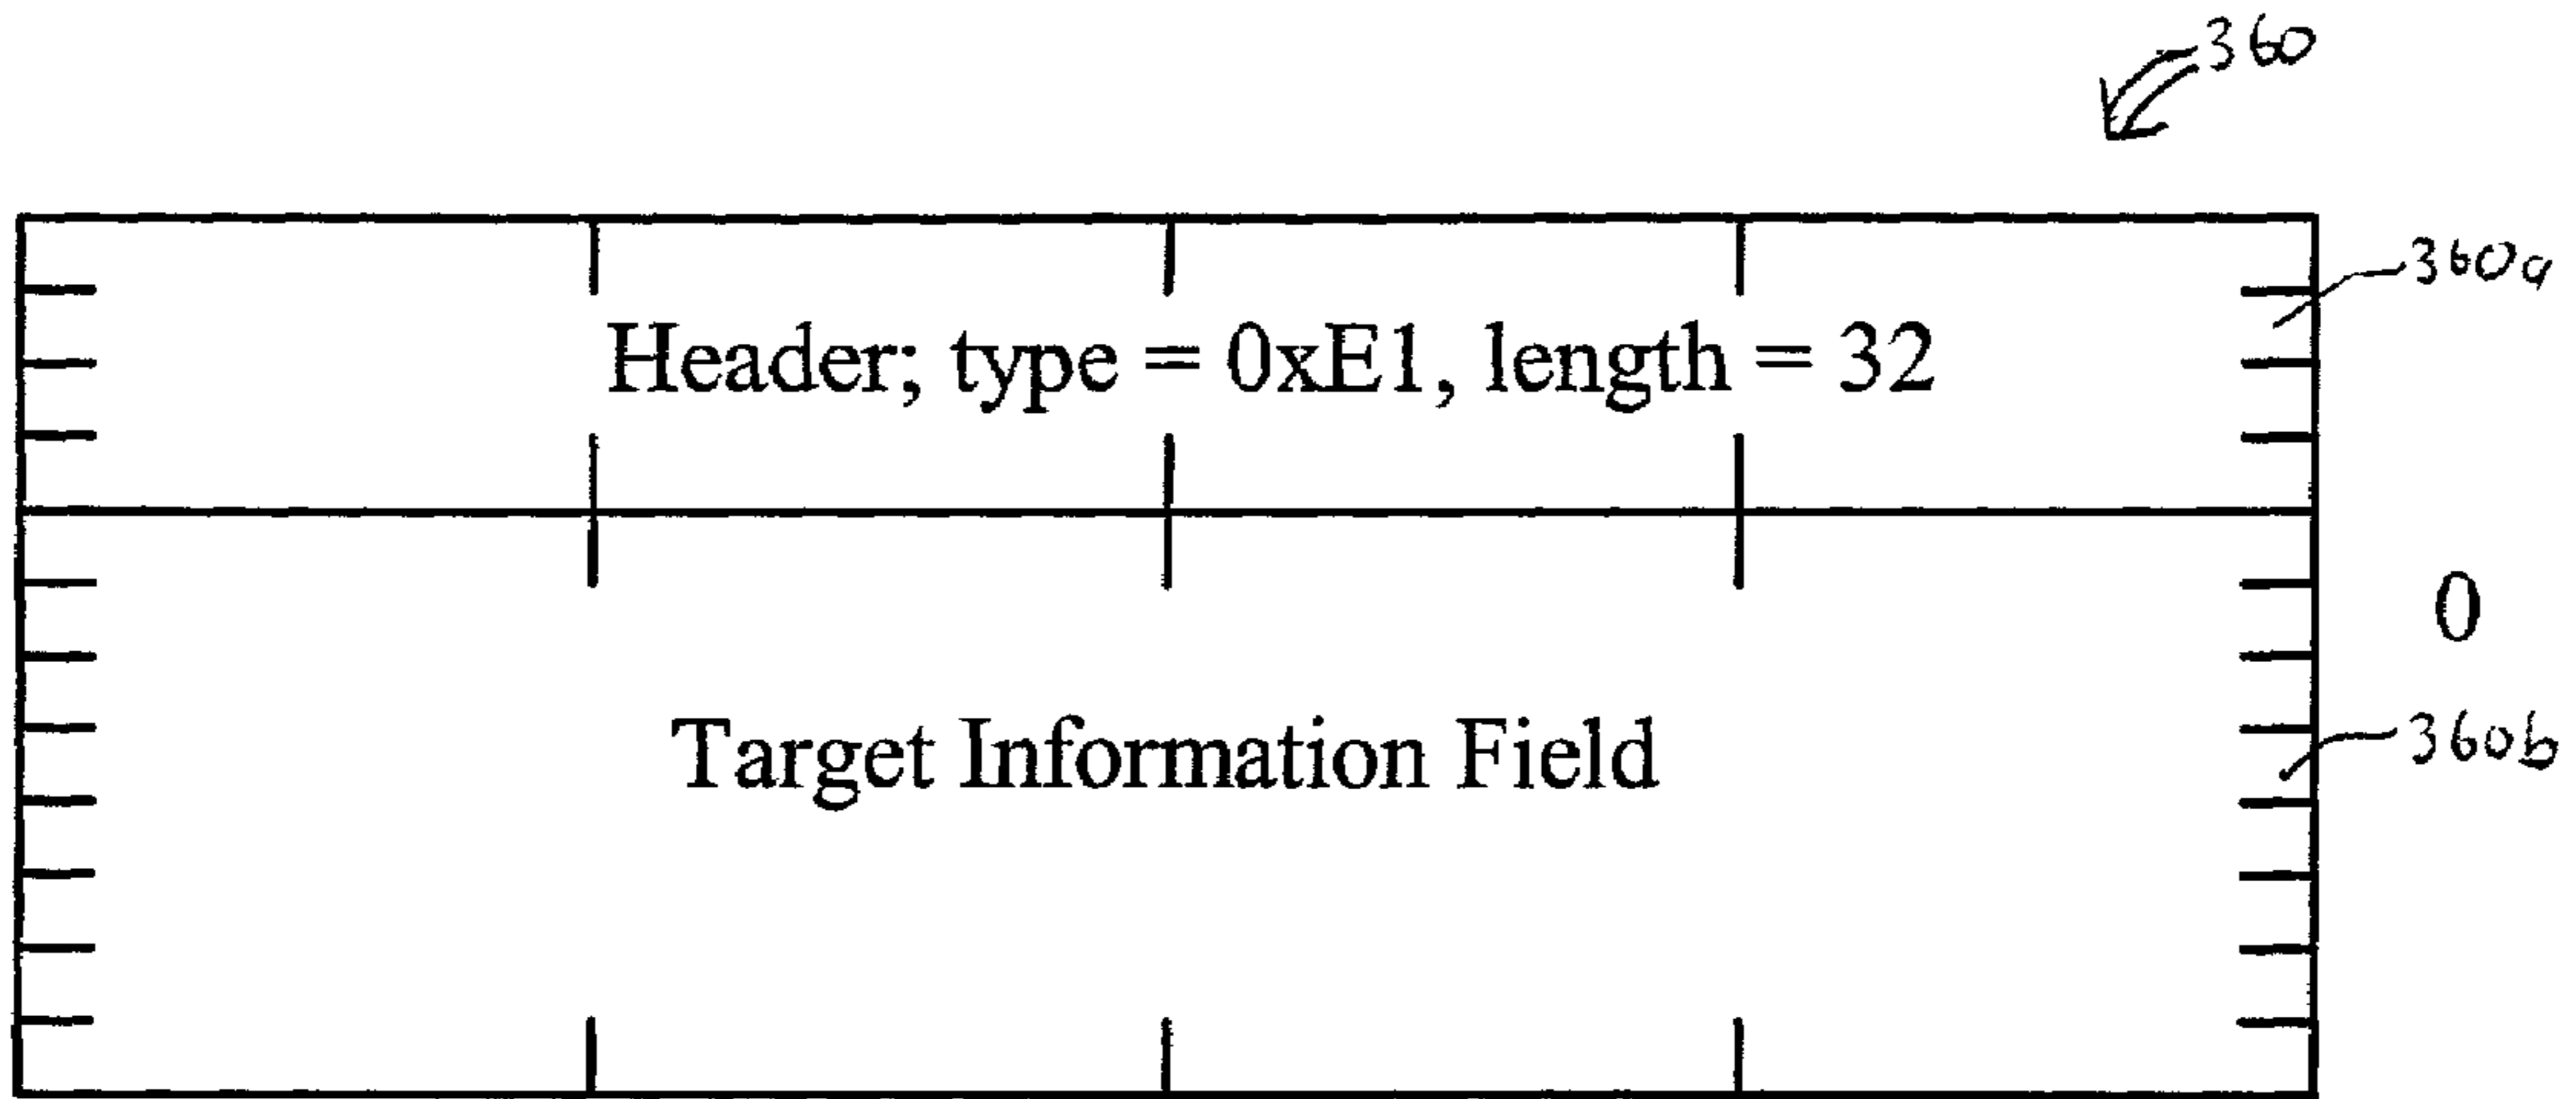 360
Header; type = 0xE1, length = 32
360a
0
Target Information Field
360b